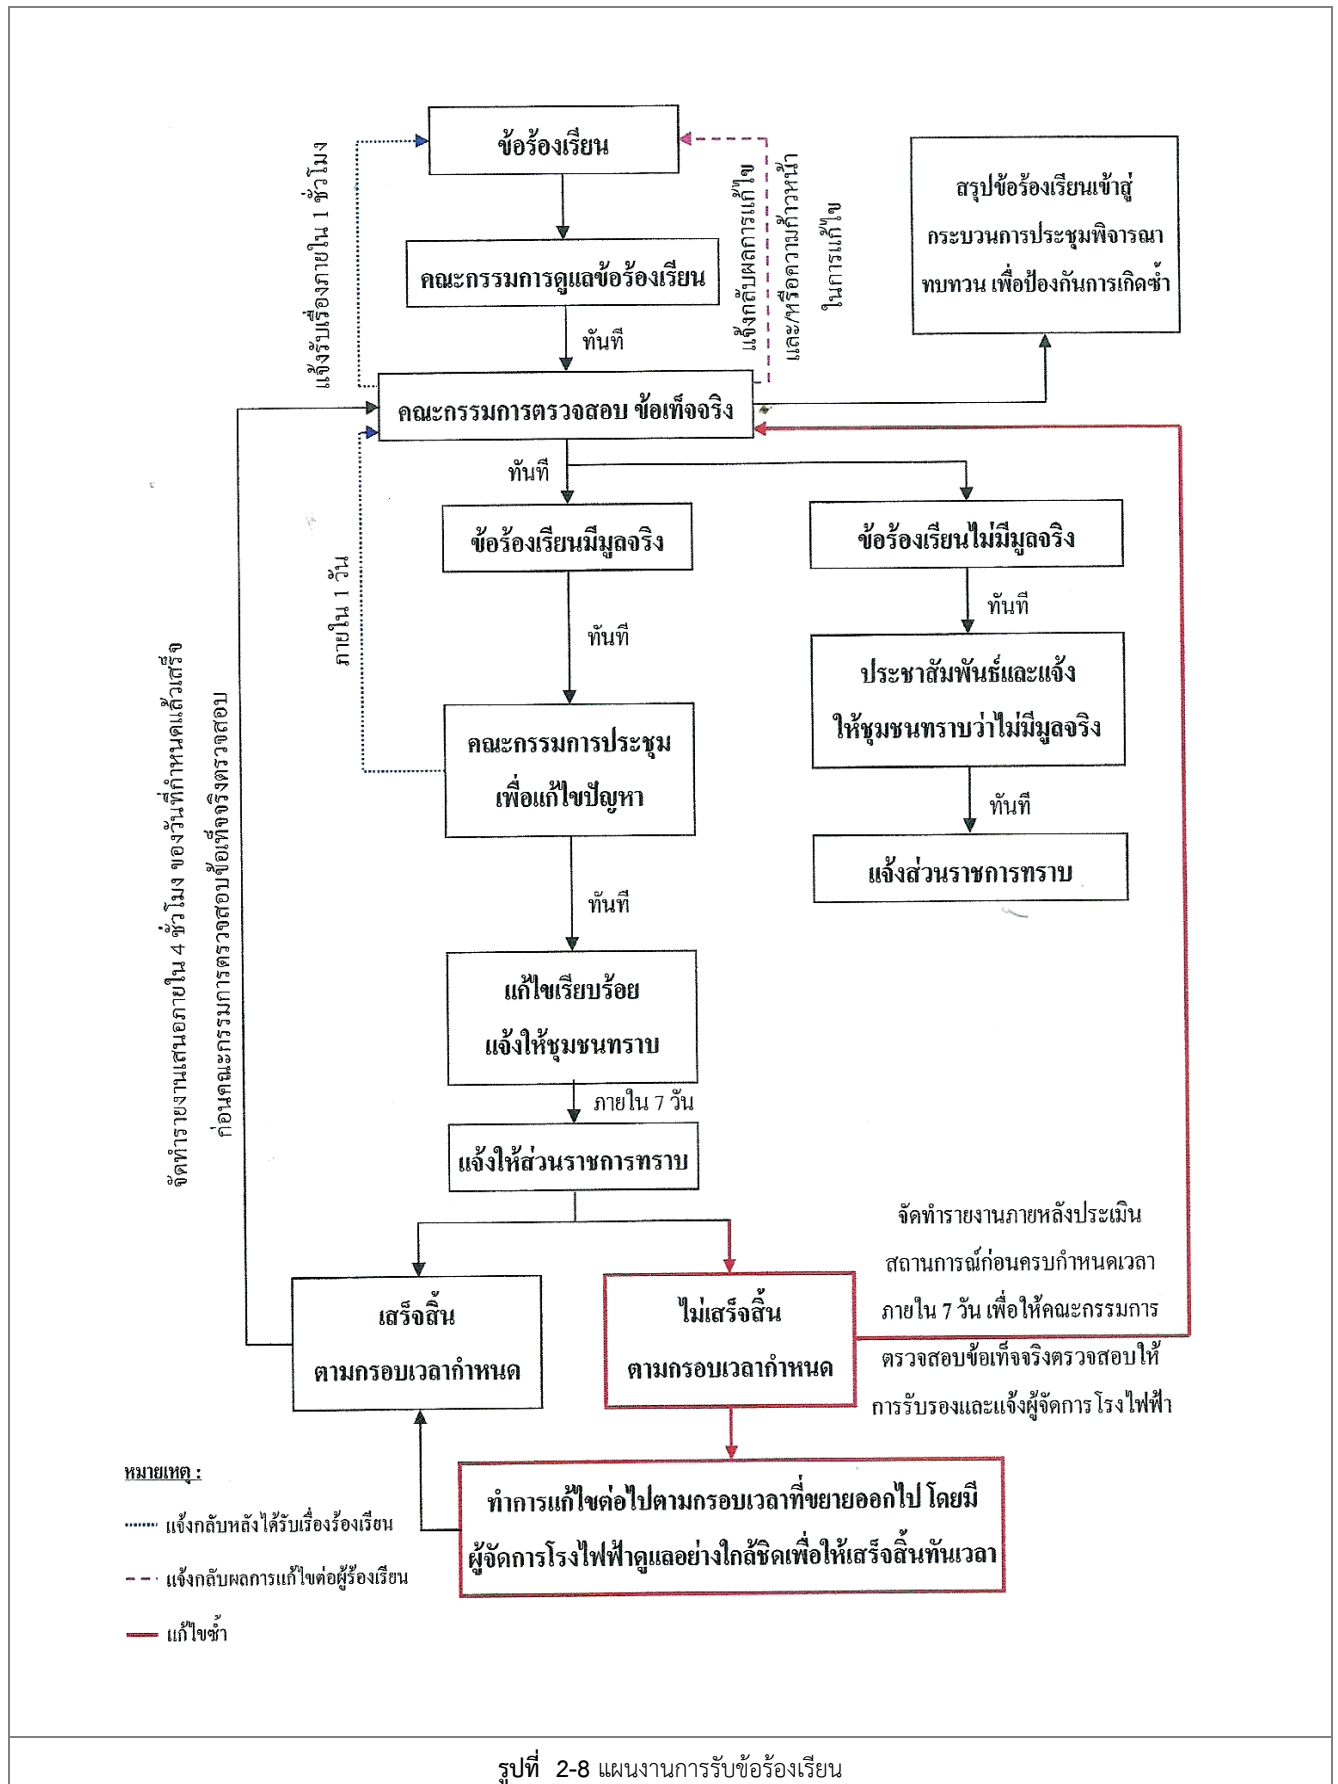 ข้อร้องเรียน
แจ้งรับเรื่องภายใน 1 ชั่วโมง
แจ้งกลับผลการแก้ไข
และ/หรือความก้าวหน้า
ในการแก้ไข
สรุปข้อร้องเรียนเข้าสู่
กระบวนการประชุมพิจารณา
ทบทวน เพื่อป้องกันการเกิดซ้ำ
คณะกรรมการดูแลข้อร้องเรียน
ทันที
คณะกรรมการตรวจสอบ ข้อเท็จจริง
ทันที
ข้อร้องเรียนมีมูลจริง
ข้อร้องเรียนไม่มีมูลจริง
ภายใน 1 วัน
ทันที
ทันที
ประชาสัมพันธ์และแจ้ง
ให้ชุมชนทราบว่าไม่มีมูลจริง
คณะกรรมการประชุม
เพื่อแก้ไขปัญหา
ทันที
แจ้งส่วนราชการทราบ
ทันที
จัดทำรายงานเสนอภายใน 4 ชั่วโมง ของวันที่กำหนดแล้วเสร็จ
ก่อนคณะกรรมการตรวจสอบข้อเท็จจริงตรวจสอบ
แก้ไขเรียบร้อย
แจ้งให้ชุมชนทราบ
ภายใน 7 วัน
แจ้งให้ส่วนราชการทราบ
เสร็จสิ้น
ตามกรอบเวลากำหนด
ไม่เสร็จสิ้น
ตามกรอบเวลากำหนด
จัดทำรายงานภายหลังประเมิน
สถานการณ์ก่อนครบกำหนดเวลา
ภายใน 7 วัน เพื่อให้คณะกรรมการ
ตรวจสอบข้อเท็จจริงตรวจสอบให้
การรับรองและแจ้งผู้จัดการโรงไฟฟ้า
ทำการแก้ไขต่อไปตามกรอบเวลาที่ขยายออกไป โดยมี
ผู้จัดการโรงไฟฟ้าดูแลอย่างใกล้ชิดเพื่อให้เสร็จสิ้นทันเวลา
หมายเหตุ :
แจ้งกลับหลังได้รับเรื่องร้องเรียน
แจ้งกลับผลการแก้ไขต่อผู้ร้องเรียน
แก้ไขซ้ำ
รูปที่ 2-8 แผนงานการรับข้อร้องเรียน